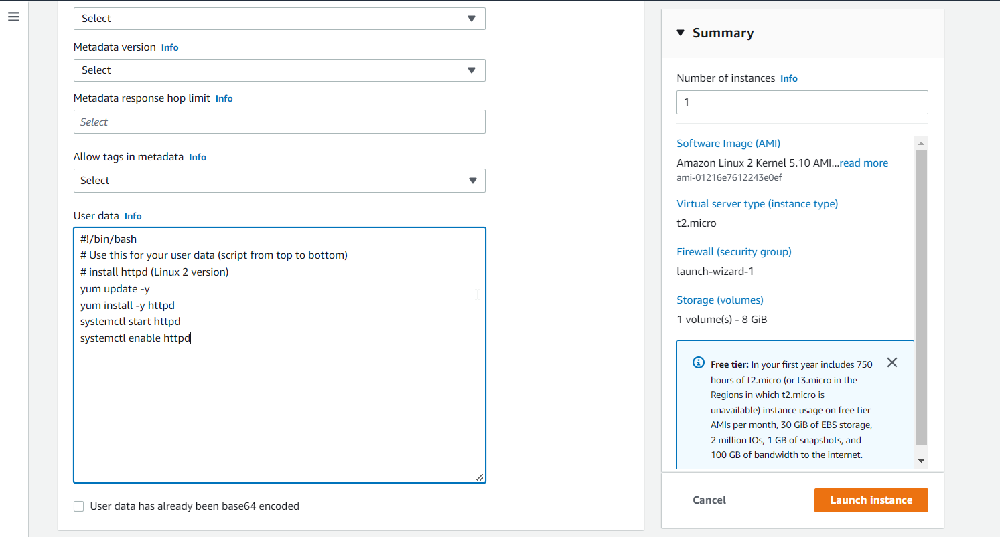 Select
Metadata version Info
Select
Metadata response hop limit Info
Select
Allow tags in metadata Info
Select
User data Info
#!/bin/bash
# Use this for your user data (script from top to bottom)
# install httpd (Linux 2 version)
yum update -y
yum install -y httpd
systemctl start httpd
systemctl enable httpd
User data has already been base64 encoded
Summary
Number of instances Info
1
Software Image (AMI)
Amazon Linux 2 Kernel 5.10 AMI...read more
ami-01216e7612243e0ef
Virtual server type (instance type)
t2.micro
Firewall (security group)
launch-wizard-1
Storage (volumes)
1 volume(s) - 8 GiB
Free tier: In your first year includes 750
hours of t2.micro (or t3.micro in the
Regions in which t2.micro is
unavailable) instance usage on free tier
AMIs per month, 30 GiB of EBS storage,
2 million IOs, 1 GB of snapshots, and
100 GB of bandwidth to the internet.
Cancel
Launch instance